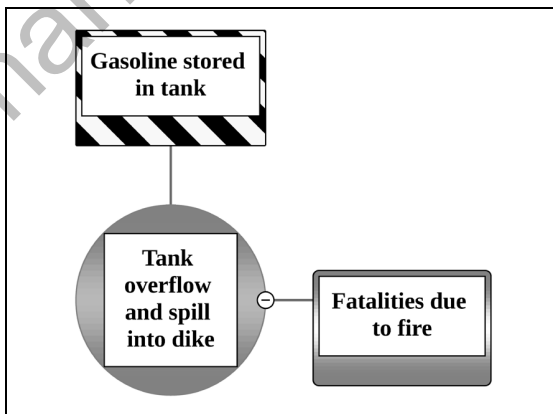 Gasoline stored
in tank
Tank
overflow
and spill
into dike
Fatalities due
to fire